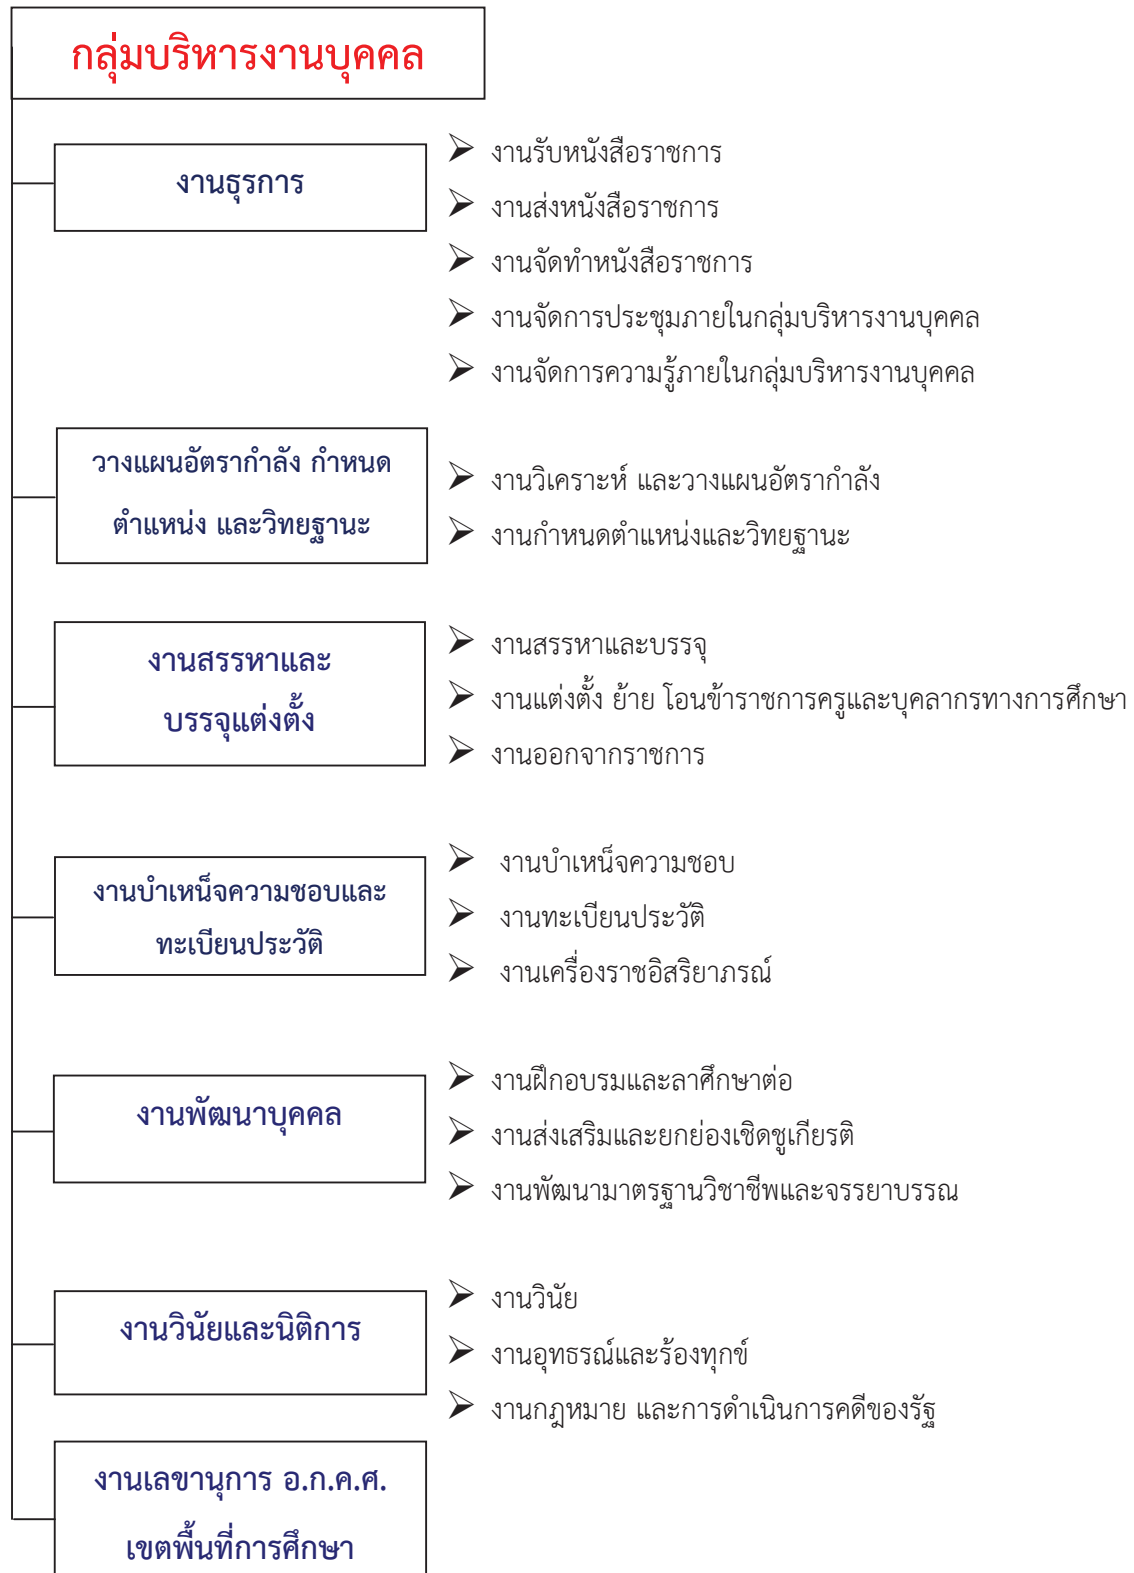 กลุ่มบริหารงานบุคคล
งานธุรการ
➢ งานรับหนังสือราชการ
➢ งานส่งหนังสือราชการ
➢ งานจัดทำหนังสือราชการ
➢ งานจัดการประชุมภายในกลุ่มบริหารงานบุคคล
➢ งานจัดการความรู้ภายในกลุ่มบริหารงานบุคคล
วางแผนอัตรากำลัง กำหนด
ตำแหน่ง และวิทยฐานะ
➢ งานวิเคราะห์ และวางแผนอัตรากำลัง
➢ งานกำหนดตำแหน่งและวิทยฐานะ
งานสรรหาและ
บรรจุแต่งตั้ง
➢ งานสรรหาและบรรจุ
➢ งานแต่งตั้ง ย้าย โอนข้าราชการครูและบุคลากรทางการศึกษา
➢ งานออกจากราชการ
งานบำเหน็จความชอบและ
ทะเบียนประวัติ
➢ งานบำเหน็จความชอบ
➢ งานทะเบียนประวัติ
➢ งานเครื่องราชอิสริยาภรณ์
งานพัฒนาบุคคล
➢ งานฝึกอบรมและลาศึกษาต่อ
➢ งานส่งเสริมและยกย่องเชิดชูเกียรติ
➢ งานพัฒนามาตรฐานวิชาชีพและจรรยาบรรณ
งานวินัยและนิติการ
➢ งานวินัย
➢ งานอุทธรณ์และร้องทุกข์
➢ งานกฎหมาย และการดำเนินการคดีของรัฐ
งานเลขานุการ อ.ก.ค.ศ.
เขตพื้นที่การศึกษา